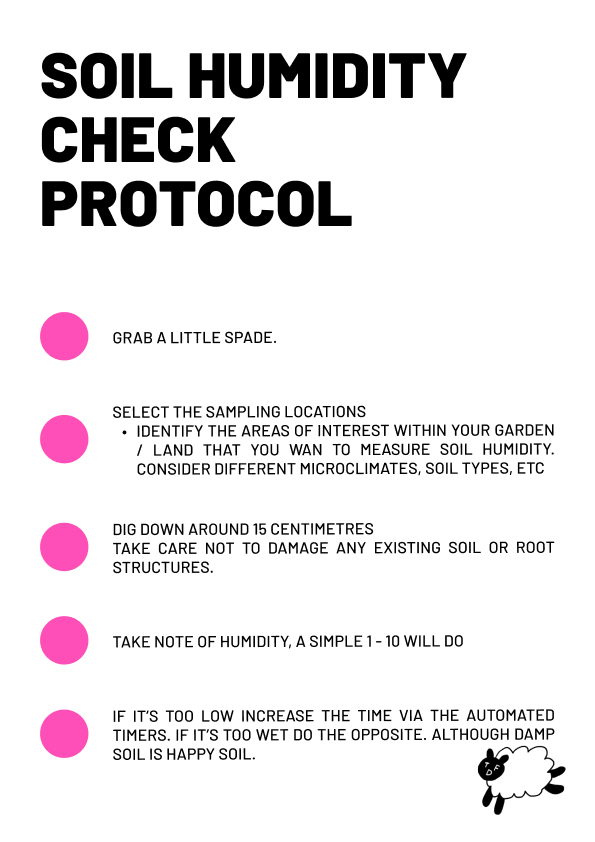 SOIL HUMIDITY
CHECK
PROTOCOL
GRAB A LITTLE SPADE.
SELECT THE SAMPLING LOCATIONS
• IDENTIFY THE AREAS OF INTEREST WITHIN YOUR GARDEN
/ LAND THAT YOU WAN TO MEASURE SOIL HUMIDITY.
CONSIDER DIFFERENT MICROCLIMATES, SOIL TYPES, ETC
DIG DOWN AROUND 15 CENTIMETRES
TAKE CARE NOT TO DAMAGE ANY EXISTING SOIL OR ROOT
STRUCTURES.
TAKE NOTE OF HUMIDITY, A SIMPLE 1 - 10 WILL DO
IF IT'S TOO LOW INCREASE THE TIME VIA THE AUTOMATED
TIMERS. IF IT'S TOO WET DO THE OPPOSITE. ALTHOUGH DAMP
SOIL IS HAPPY SOIL.
TDF